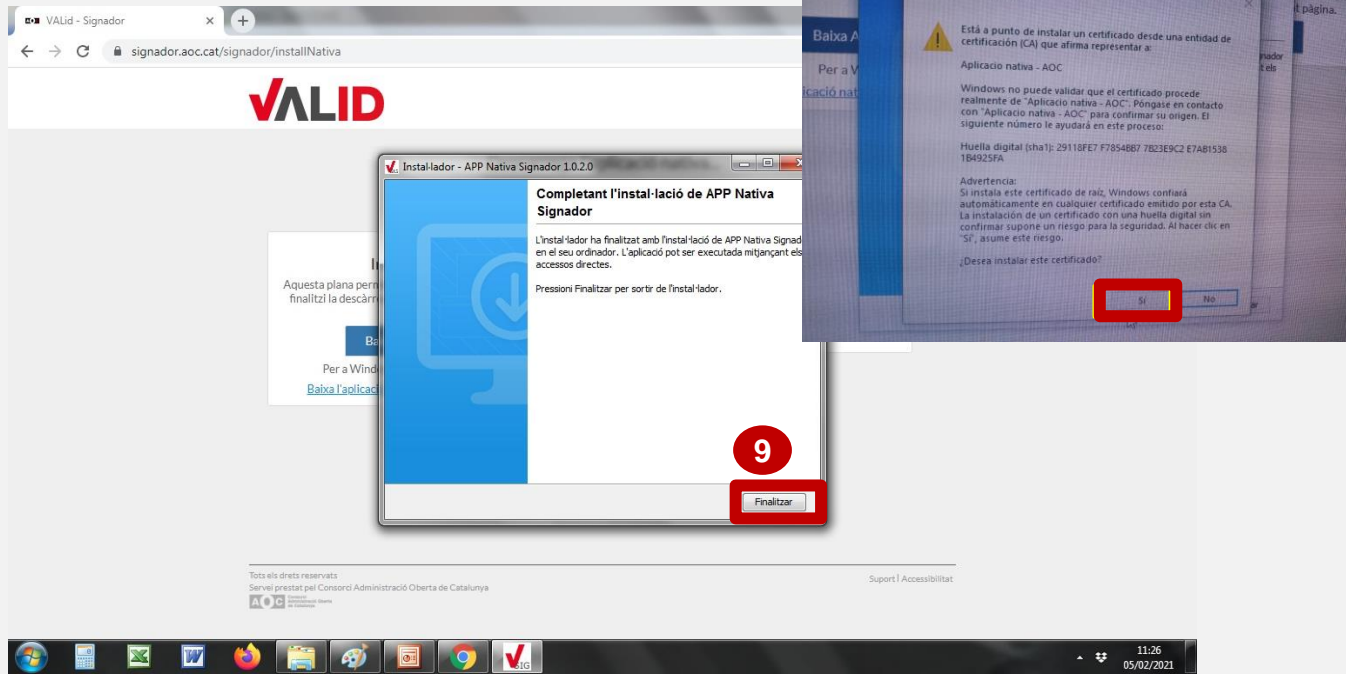 VALid - Signador
signador.aoc.cat/signador/installNativa
VALID
Instal·lador - APP Nativa Signador 1.0.2.0
Completant l'instal·lació de APP Nativa
Signador
L'instal·lador ha finalitzat amb l'instal·lació de APP Nativa
en el seu ordinador. L'aplicació pot ser executada mitjançant els
accessos directes.
Pressioni Finalitzar per sortir de l'instal·lador.
Aquesta plana
finalitzi la
Per a
Baixa
9
Finalitzar
Baixa
Per a
Está a punto de instalar un certificado desde una entidad de
certificación (CA) que afirma representar a:
Aplicacio nativa - AOC
Windows no puede validar que el certificado procede
realmente de "Aplicacio nativa - AOC". Póngase en contacto
con "Aplicacio nativa - AOC" para confirmar su origen. El
siguiente número le ayudará en este proceso:
Huella digital (sha1): 29118FE7 F7854BB7 7B23E9C2 E7AB1538
1B4925FA
Advertencia:
Si instala este certificado de raíz, Windows confiará
automáticamente en cualquier certificado emitido por esta CA.
La instalación de un certificado con una huella digital sin
confirmar supone un riesgo para la seguridad. Al hacer clic en
"Sí", asume este riesgo.
¿Desea instalar este certificado?
Sí
No
t pàgina.
t els
Tots els drets reservats
Servei prestat pel Consorci Administració Oberta de Catalunya
AOC
Suport | Accessibilitat
SIG
11:26
05/02/2021